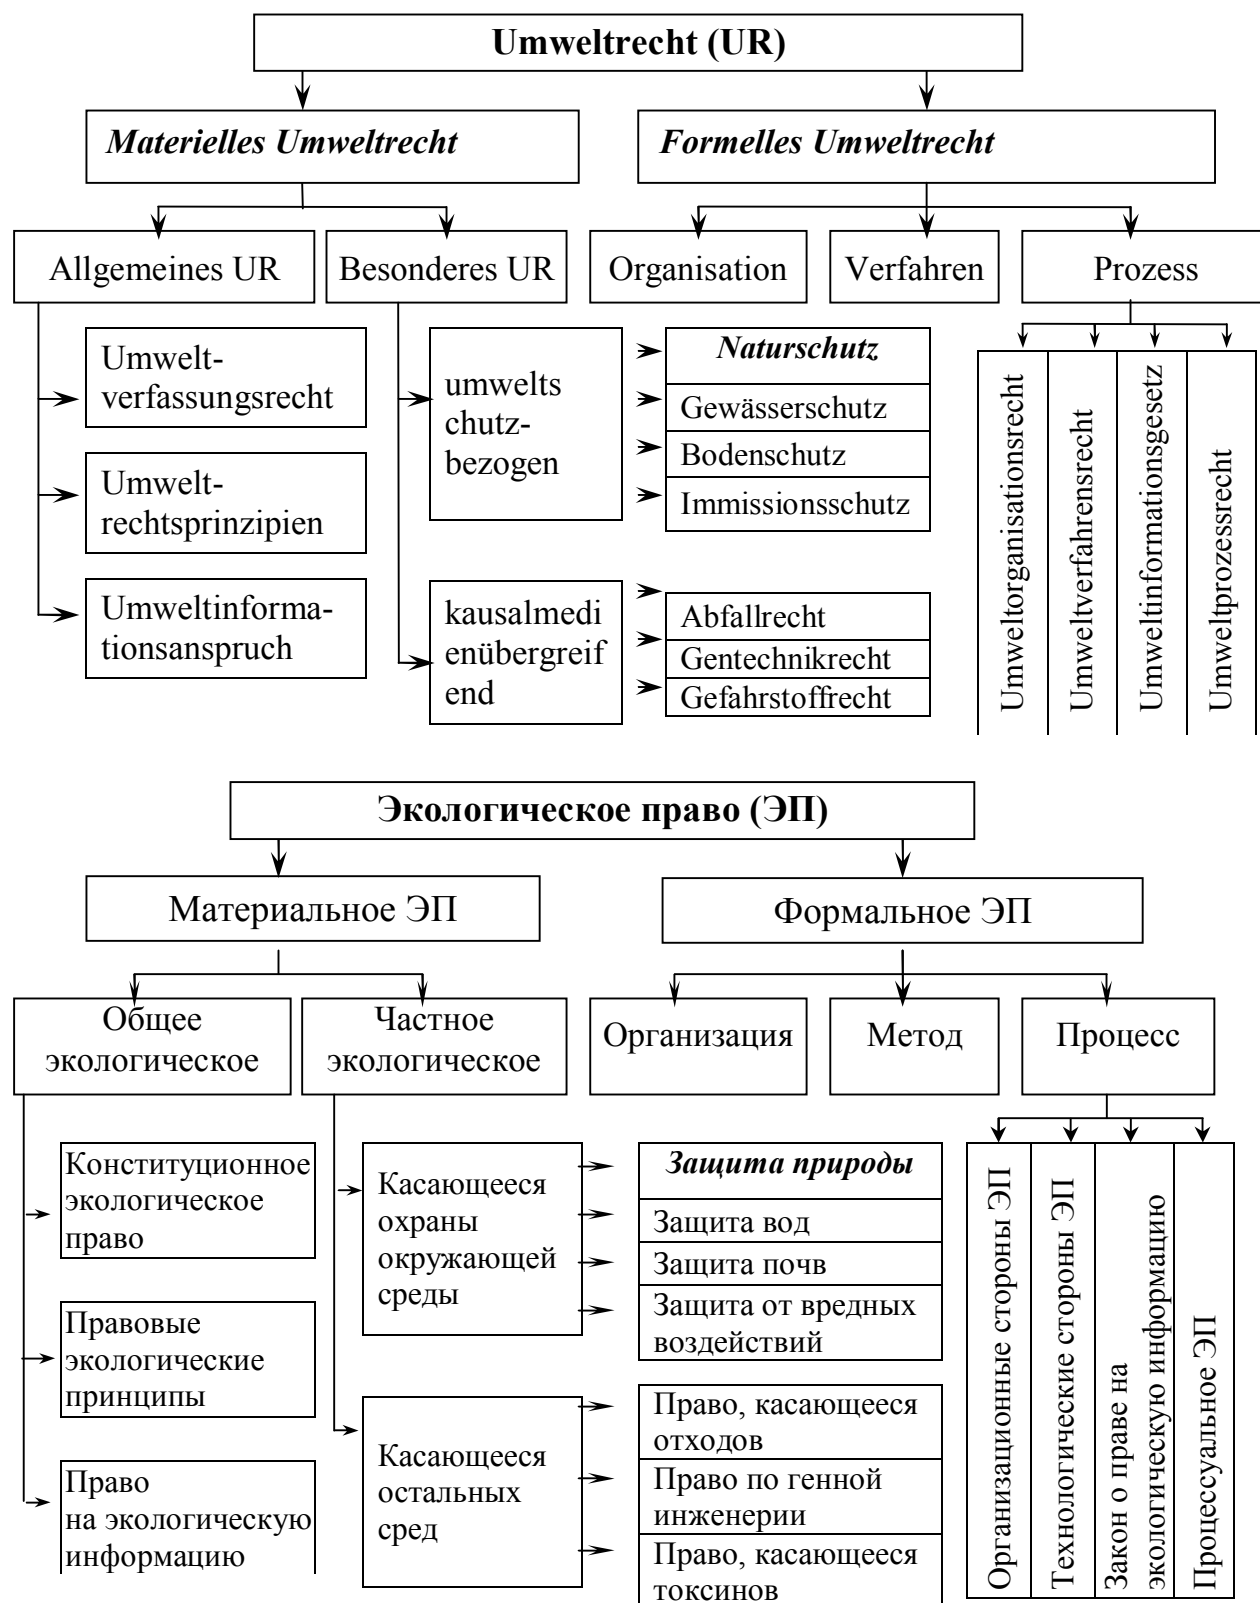 Umweltrecht (UR)
Materielles Umweltrecht
Formelles Umweltrecht
Allgemeines UR
Besonderes UR
Organisation
Verfahren
Prozess
Umwelt-
verfassungsrecht
Umwelt-
rechtsprinzipien
Umweltinforma-
tionsanspruch
umwelts
chutz-
bezogen
kausalmedi
enübergreif
end
Naturschutz
Gewässerschutz
Bodenschutz
Immissionsschutz
Abfallrecht
Gentechnikrecht
Gefahrstoffrecht
Umweltorganisationsrecht
Umweltverfahrensrecht
Umweltinformationsgesetz
Umweltprozessrecht
Экологическое право (ЭП)
Материальное ЭП
Формальное ЭП
Общее
экологическое
Частное
экологическое
Организация
Метод
Процесс
Конституционное
экологическое
право
Правовые
экологические
принципы
Право
на экологическую
информацию
Касающееся
охраны
окружающей
среды
Касающееся
остальных
сред
Защита природы
Защита вод
Защита почв
Защита от вредных
воздействий
Право, касающееся
отходов
Право по генной
инженерии
Право, касающееся
токсинов
Организационные стороны ЭП
Технологические стороны ЭП
Закон о праве на
экологическую информацию
Процессуальное ЭП